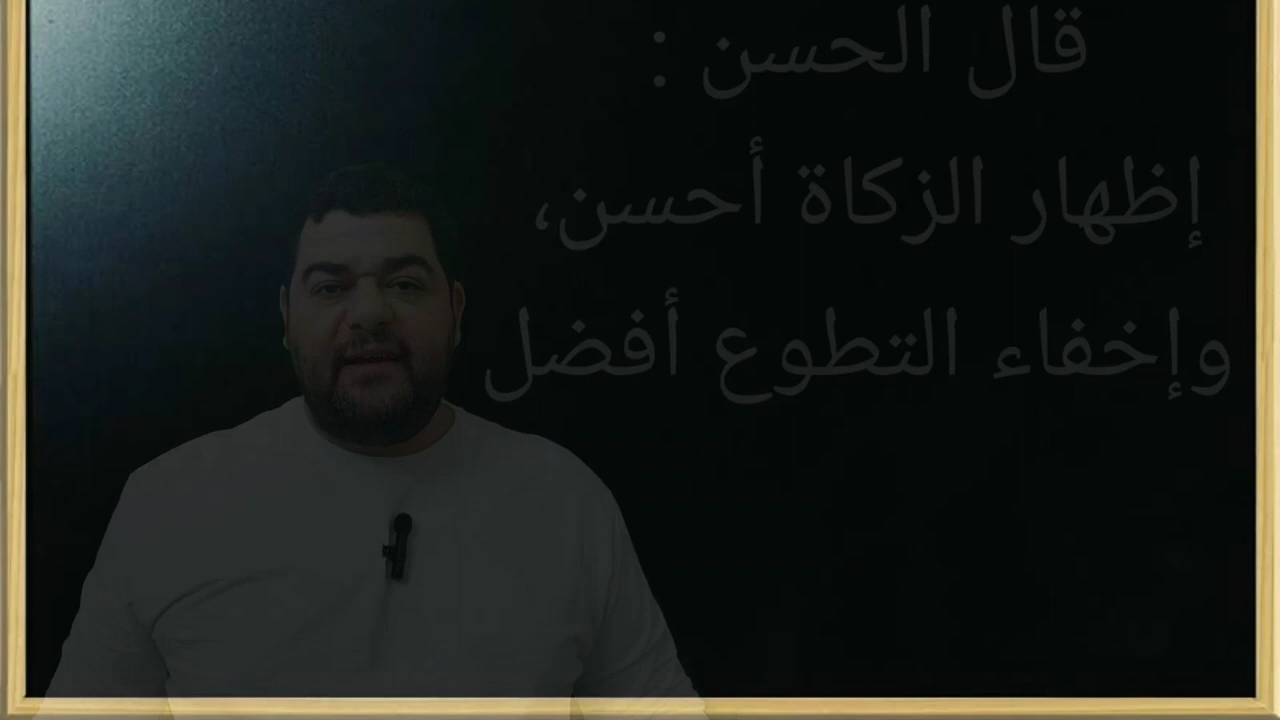 قال الحسن :
إظهار الزكاة أحسن،
وإخفاء التطوع أفضل